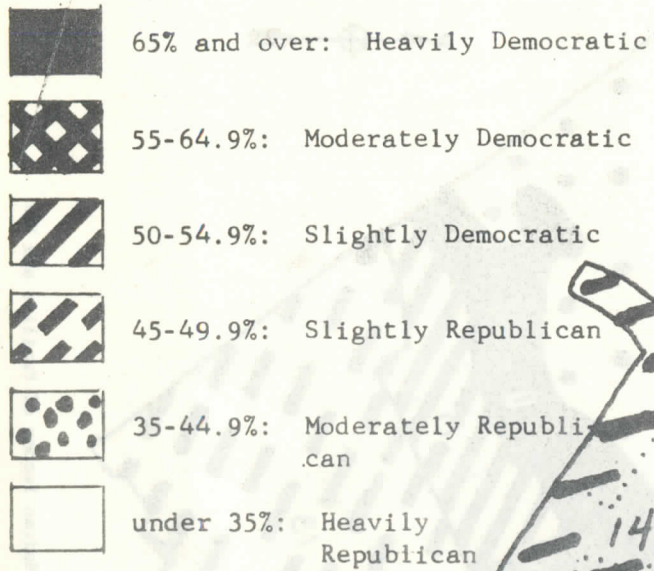 65% and over: Heavily Democratic
55-64.9%: Moderately Democratic
50-54.9%: Slightly Democratic
45-49.9%: Slightly Republican
35-44.9%: Moderately Republi-
.can
under 35%: Heavily
Republican
14